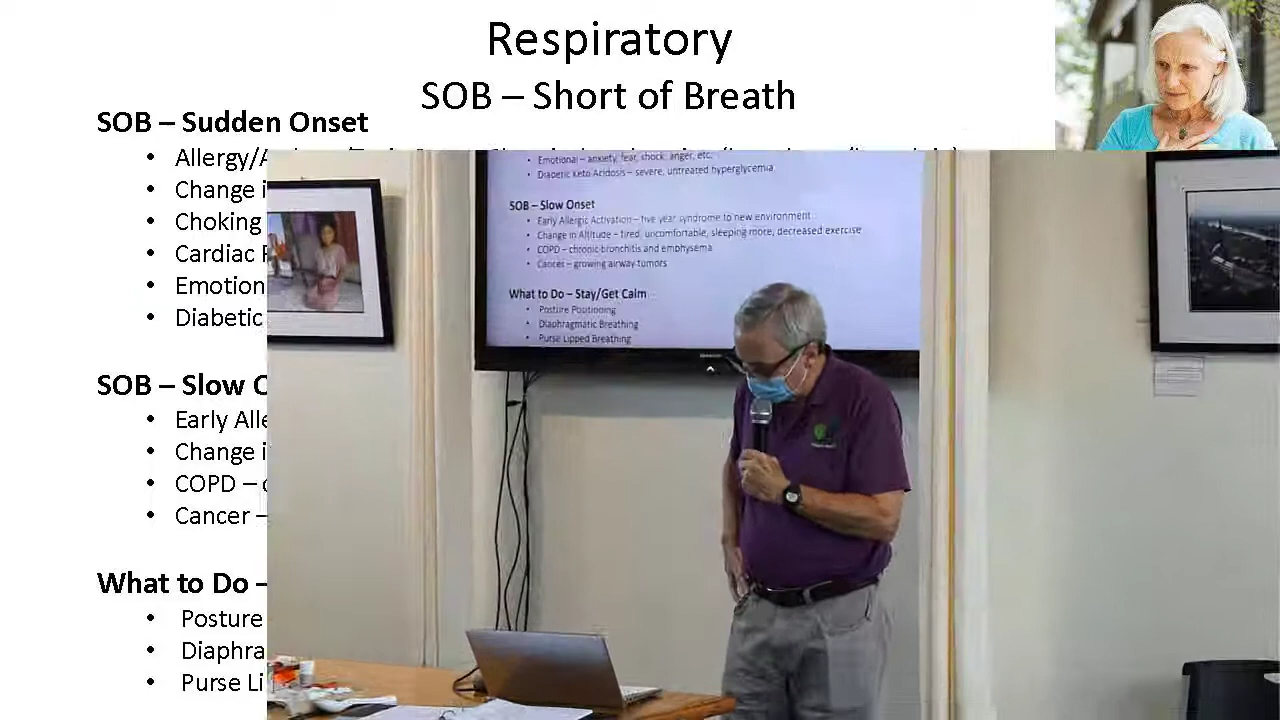 Respiratory
SOB – Short of Breath
SOB – Sudden Onset
• Allergy/
• Change i
• Choking
• Cardiac
• Emotion
• Diabetic
SOB – Slow
• Early Alle
• Change i
• COPD –
• Cancer –
What to Do –
• Posture
• Diaphra
• Purse Li
• Emotional – anxiety, fear, shock, anger, etc.
• Diabetic Keto Acidosis – severe, untreated hyperglycemia
SOB – Slow Onset
• Early Allergic Activation – five year syndrome to new environment
• Change in Altitude – tired, uncomfortable, sleeping more, decreased exercise
• COPD – chronic bronchitis and emphysema
• Cancer – growing airway tumors
What to Do – Stay/Get Calm
• Posture Positioning
• Diaphragmatic Breathing
• Purse Lipped Breathing